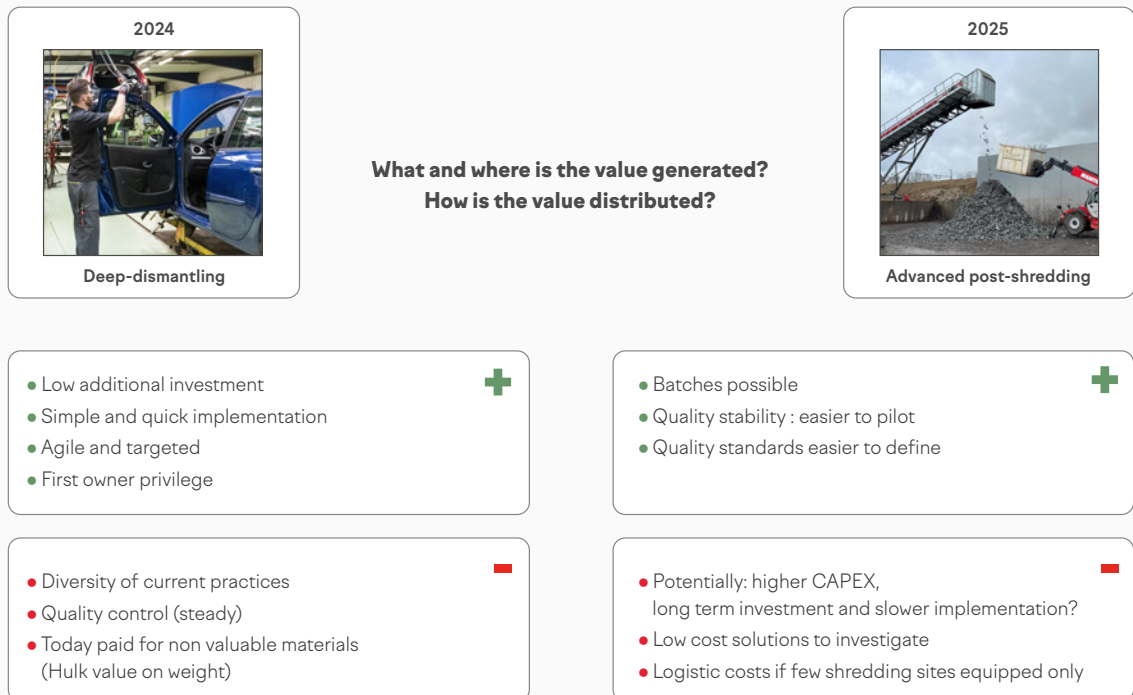 2024
Deep-dismantling
What and where is the value generated?
How is the value distributed?
2025
Advanced post-shredding
Low additional investment
Simple and quick implementation
Agile and targeted
First owner privilege
Batches possible
Quality stability : easier to pilot
Quality standards easier to define
Diversity of current practices
Quality control (steady)
Today paid for non valuable materials
(Hulk value on weight)
Potentially: higher CAPEX,
long term investment and slower implementation?
Low cost solutions to investigate
Logistic costs if few shredding sites equipped only